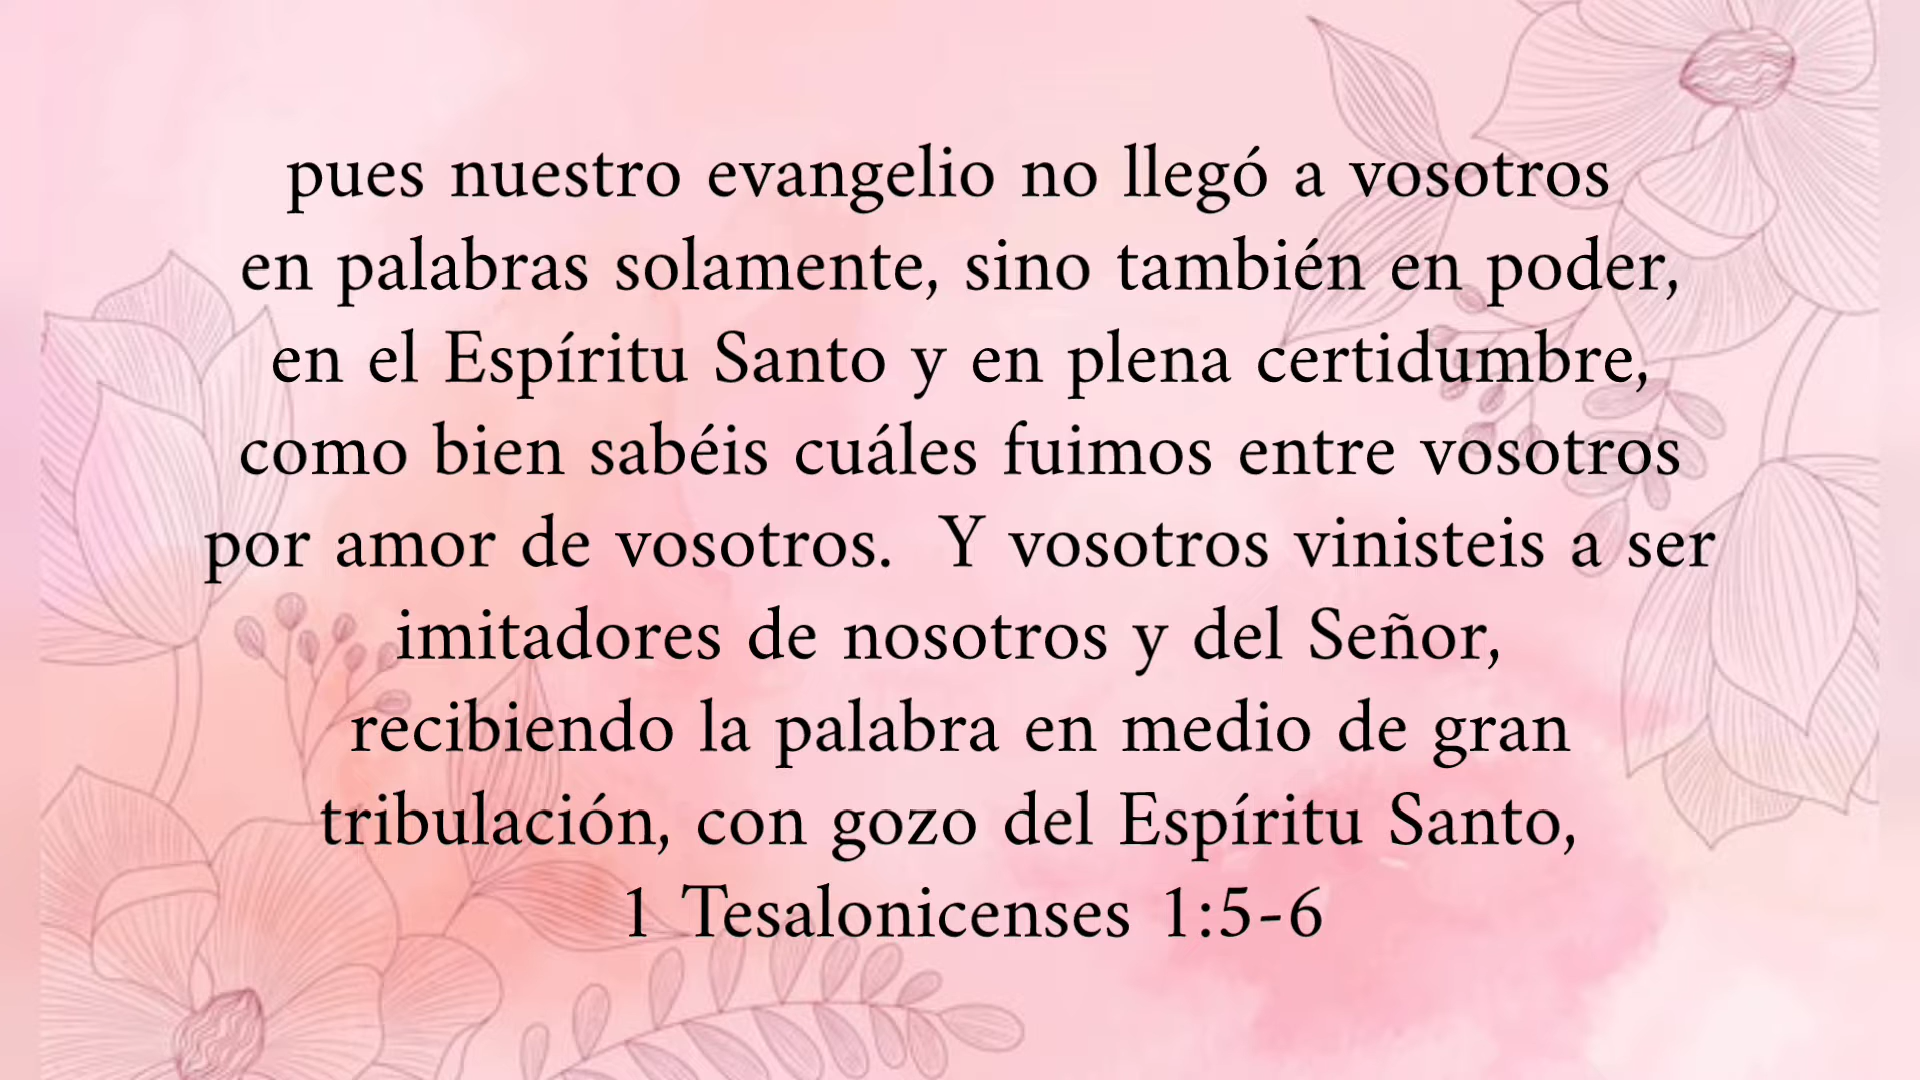 pues nuestro evangelio no llegó a vosotros
en palabras solamente, sino también en poder,
en el Espíritu Santo y en plena certidumbre,
como bien sabéis cuáles fuimos entre vosotros
por amor de vosotros.  Y vosotros vinisteis a ser
imitadores de nosotros y del Señor,
recibiendo la palabra en medio de gran
tribulación, con gozo del Espíritu Santo,
1 Tesalonicenses 1:5-6